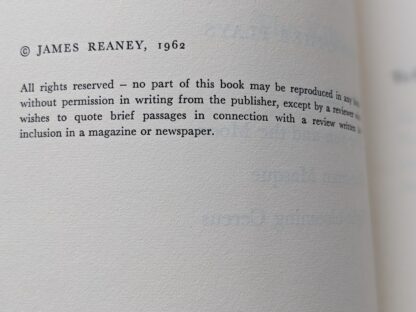 © JAMES REANEY, 1962
All rights reserved – no part of this book may be reproduced in any
without permission in writing from the publisher, except by a reviewer
wishes to quote brief passages in connection with a review written
inclusion in a magazine or newspaper.